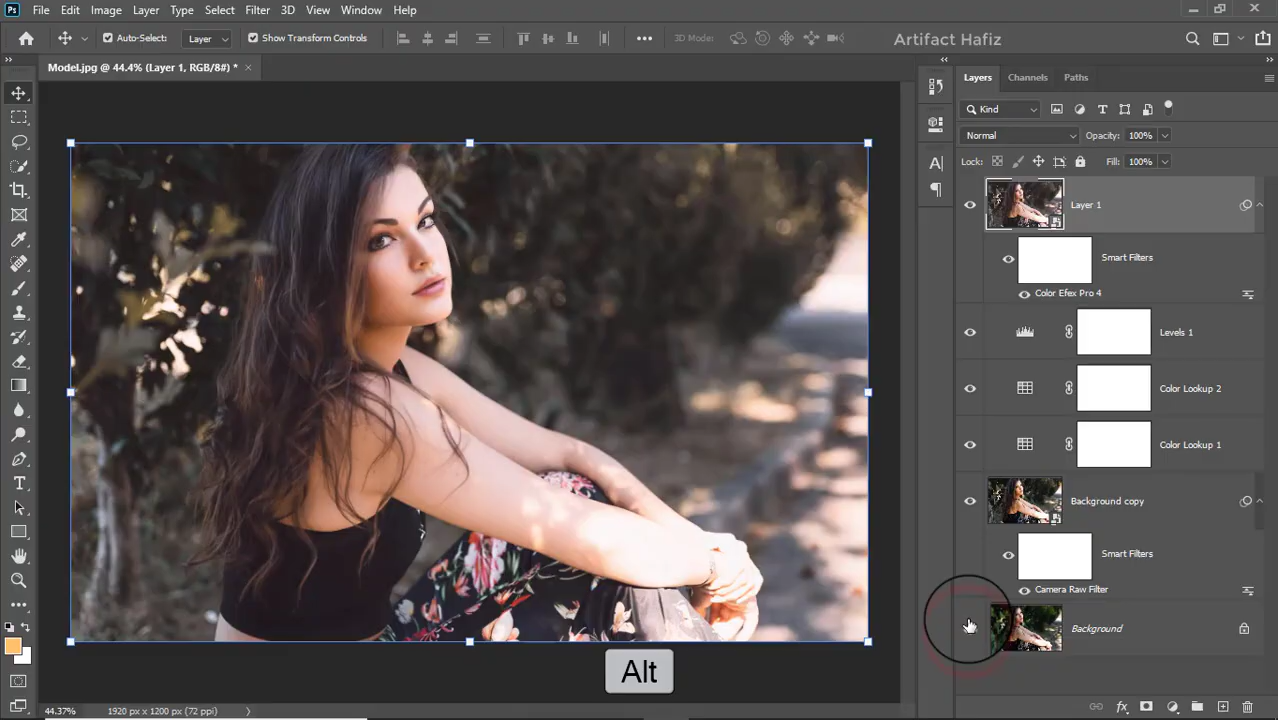 Ps File Edit Image Layer Type Select Filter 3D View Window Help
Auto-Select: Layer Show Transform Controls 3D Mode: Artifact Hafiz
Model.jpg @ 44.4% (Layer 1, RGB/8#) *
Layers Channels Paths
Kind
Normal Opacity: 100%
Lock: Fill: 100%
Layer 1
Smart Filters
Color Efex Pro 4
Levels 1
Color Lookup 2
Color Lookup 1
Background copy
Smart Filters
Camera Raw Filter
Background
Alt
44.37% 1920 px x 1200 px (72 ppi)